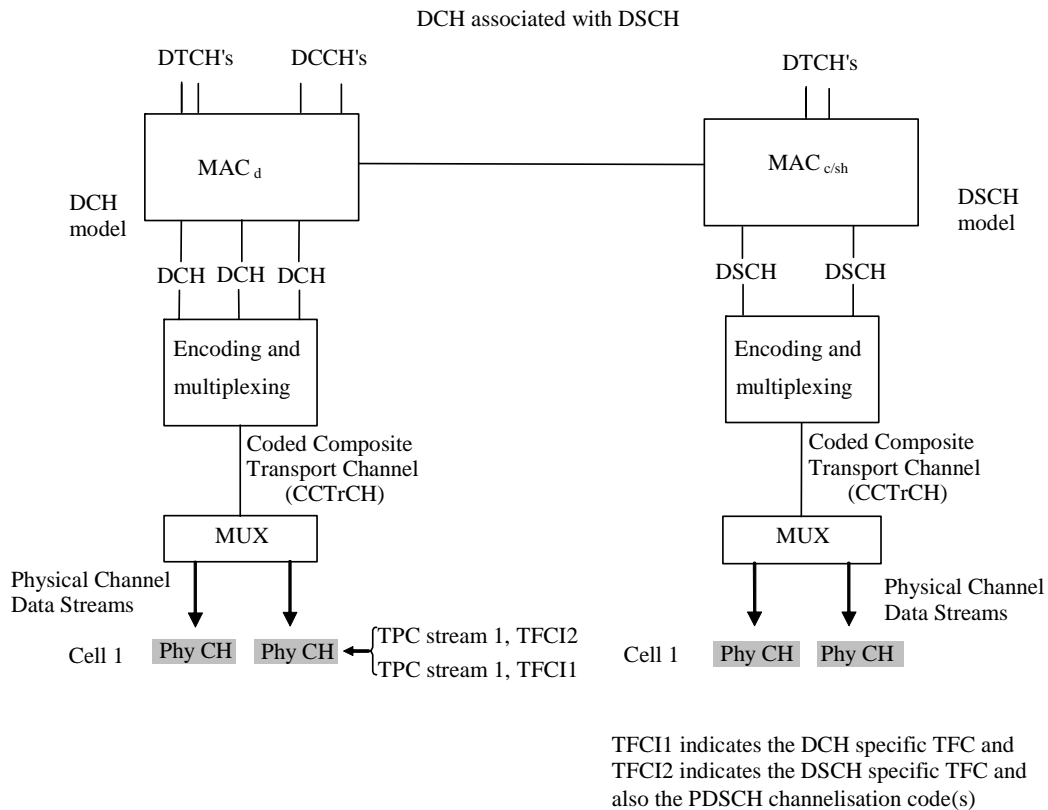 DCH associated with DSCH
DTCH's
DCCH's
DTCH's
MAC d
MAC c/sh
DCH
model
DSCH
model
DCH
DCH
DCH
DSCH
DSCH
Encoding and
multiplexing
Encoding and
multiplexing
Coded Composite
Transport Channel
(CCTrCH)
Coded Composite
Transport Channel
(CCTrCH)
MUX
MUX
Physical Channel
Data Streams
Physical Channel
Data Streams
Cell 1
Phy CH
Phy CH
TPC stream 1, TFCI2
TPC stream 1, TFCI1
Cell 1
Phy CH
Phy CH
TFCI1 indicates the DCH specific TFC and
TFCI2 indicates the DSCH specific TFC and
also the PDSCH channelisation code(s)